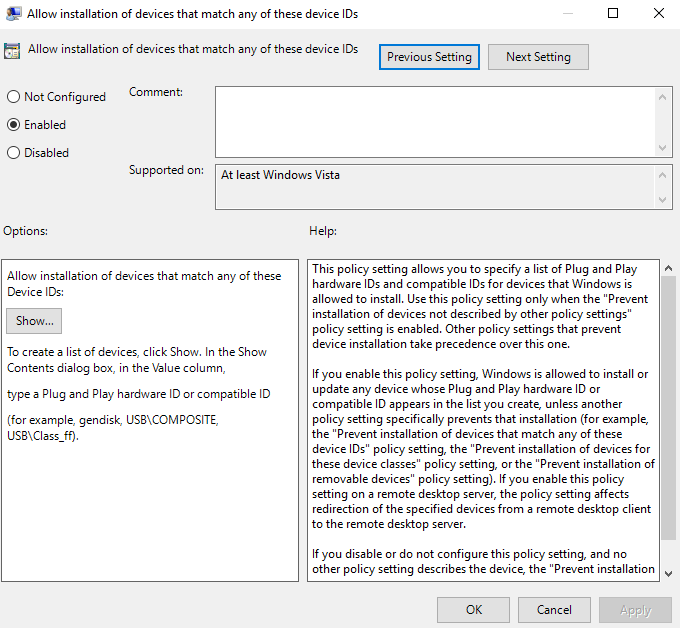 Allow installation of devices that match any of these device IDs
Allow installation of devices that match any of these device IDs
Previous Setting
Next Setting
Not Configured
Enabled
Disabled
Comment:
Supported on:
At least Windows Vista
Options:
Help:
Allow installation of devices that match any of these
Device IDs:
Show...
To create a list of devices, click Show. In the Show
Contents dialog box, in the Value column,
type a Plug and Play hardware ID or compatible ID
(for example, gendisk, USB\COMPOSITE,
USB\Class_ff).
This policy setting allows you to specify a list of Plug and Play
hardware IDs and compatible IDs for devices that Windows is
allowed to install. Use this policy setting only when the "Prevent
installation of devices not described by other policy settings"
policy setting is enabled. Other policy settings that prevent
device installation take precedence over this one.
If you enable this policy setting, Windows is allowed to install or
update any device whose Plug and Play hardware ID or
compatible ID appears in the list you create, unless another
policy setting specifically prevents that installation (for example,
the "Prevent installation of devices that match any of these
device IDs" policy setting, the "Prevent installation of devices for
these device classes" policy setting, or the "Prevent installation of
removable devices" policy setting). If you enable this policy
setting on a remote desktop server, the policy setting affects
redirection of the specified devices from a remote desktop client
to the remote desktop server.
If you disable or do not configure this policy setting, and no
other policy setting describes the device, the "Prevent installation
OK
Cancel
Apply